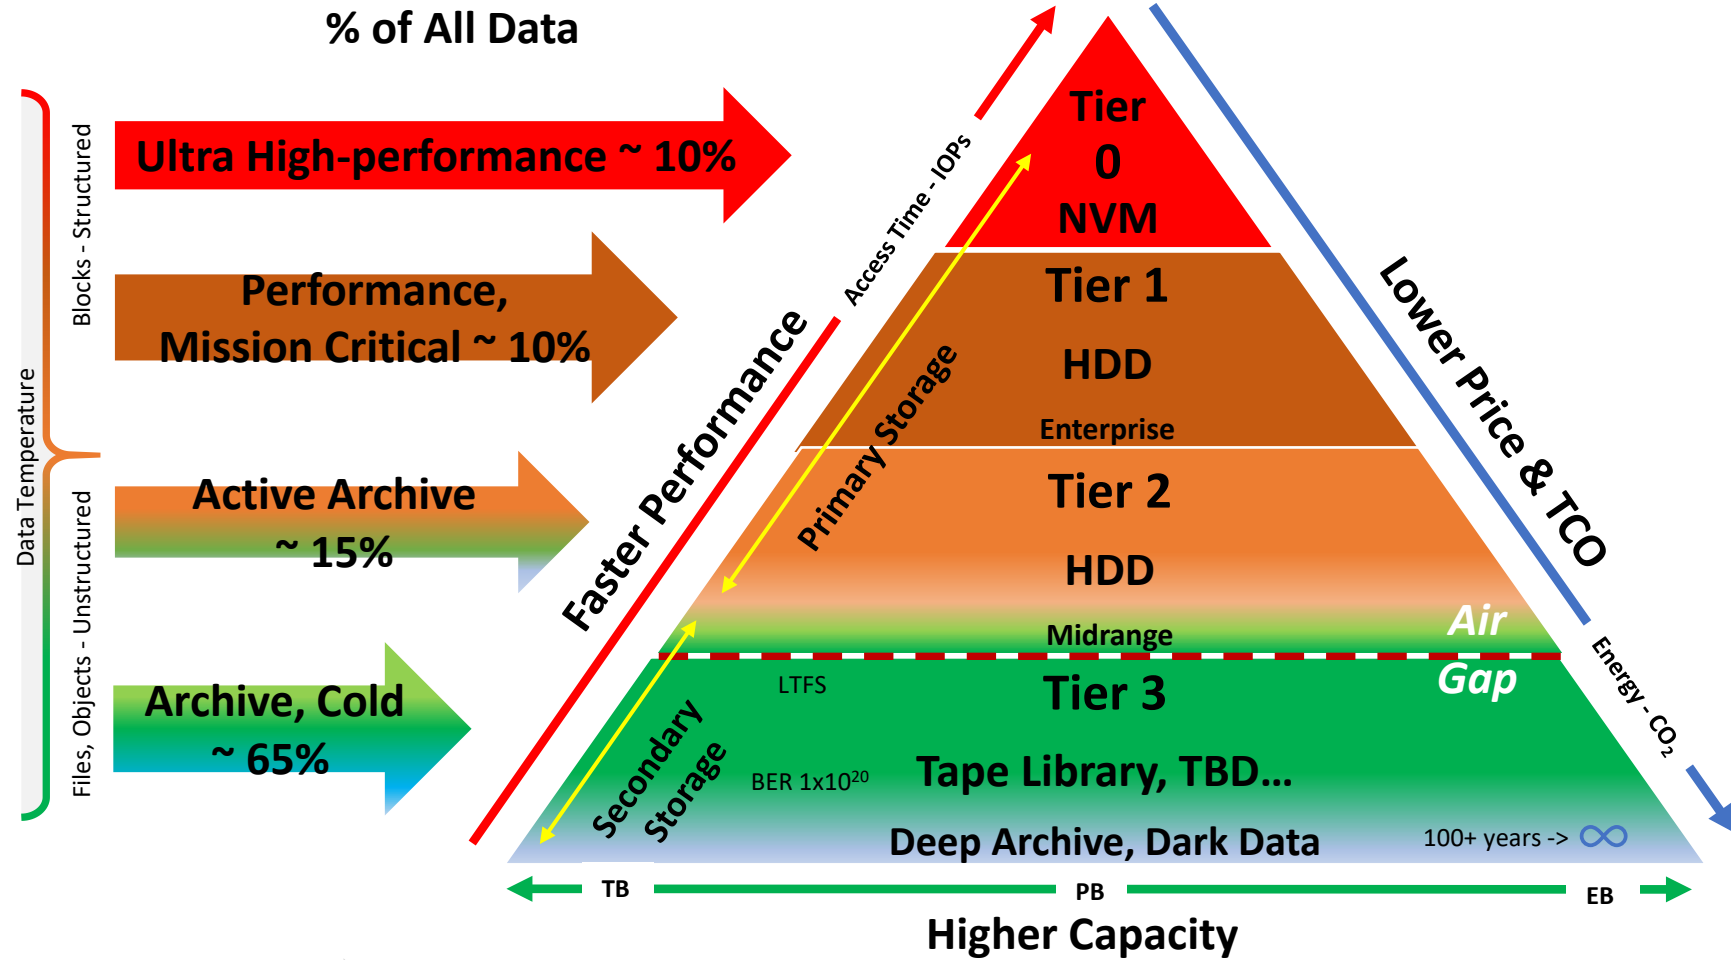 % of All Data
Data Temperature
Blocks - Structured
Files, Objects - Unstructured
Ultra High-performance ~ 10%
Performance,
Mission Critical ~ 10%
Active Archive
~ 15%
Archive, Cold
~ 65%
Faster Performance
Access Time - IOPs
Primary Storage
Secondary
Storage
Tier
0
NVM
Tier 1
HDD
Enterprise
Tier 2
HDD
Midrange
Air
Gap
LTFS
Tier 3
BER 1x10²⁰
Tape Library, TBD...
Deep Archive, Dark Data
100+ years -> ∞
Lower Price & TCO
Energy - CO₂
TB
PB
EB
Higher Capacity